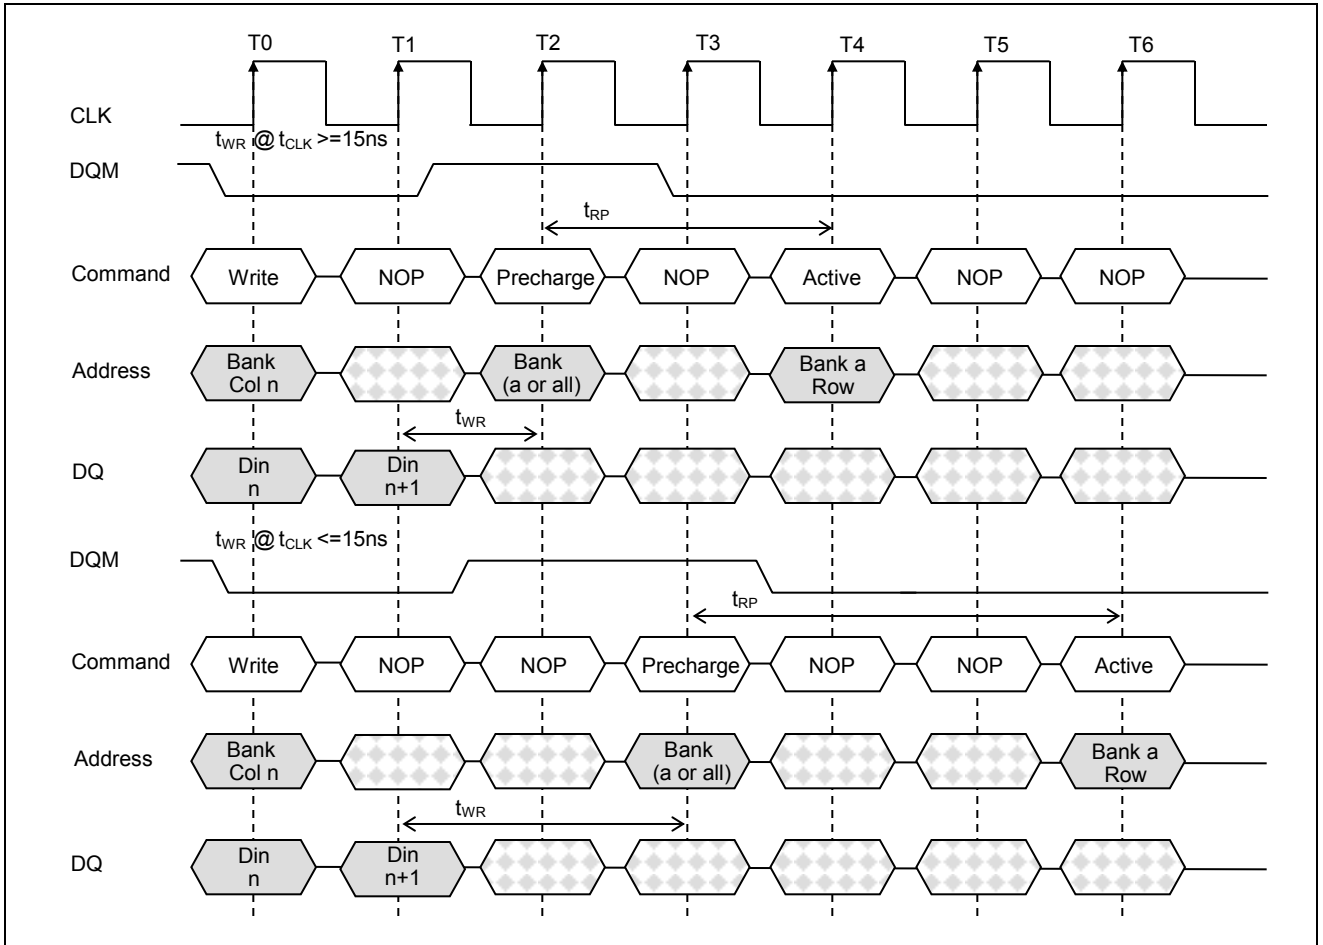 T0 T1 T2 T3 T4 T5 T6
CLK
tWR @ tCLK >=15ns
DQM
tRP
Command Write NOP Precharge NOP Active NOP NOP
Address Bank Col n Bank (a or all) Bank a Row
tWR
DQ Din n Din n+1
tWR @ tCLK <=15ns
DQM
tRP
Command Write NOP NOP Precharge NOP NOP Active
Address Bank Col n Bank (a or all) Bank a Row
tWR
DQ Din n Din n+1